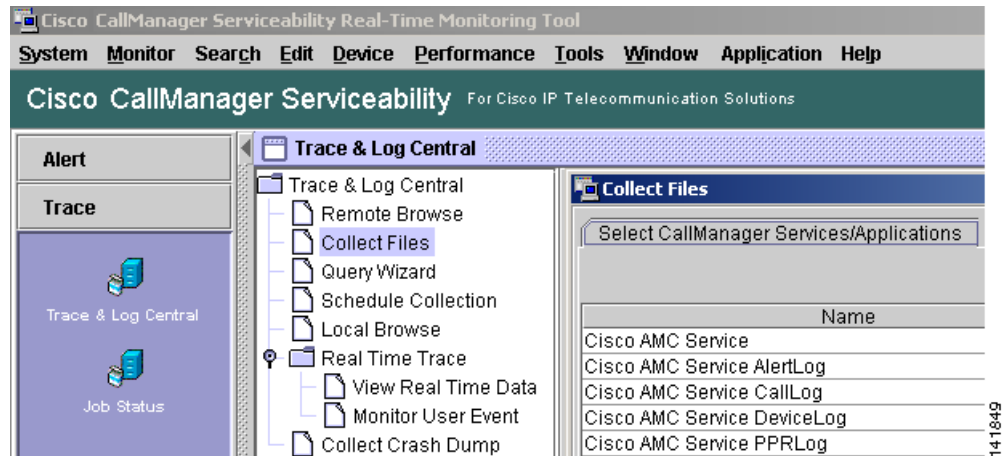 Cisco CallManager Serviceability Real-Time Monitoring Tool
System Monitor Search Edit Device Performance Tools Window Application Help
Cisco CallManager Serviceability For Cisco IP Telecommunication Solutions
Alert
Trace
Trace & Log Central
Job Status
Trace & Log Central
Trace & Log Central
Remote Browse
Collect Files
Query Wizard
Schedule Collection
Local Browse
Real Time Trace
View Real Time Data
Monitor User Event
Collect Crash Dump
Collect Files
Select CallManager Services/Applications
Name
Cisco AMC Service
Cisco AMC Service AlertLog
Cisco AMC Service CallLog
Cisco AMC Service DeviceLog
Cisco AMC Service PPRLog
141849